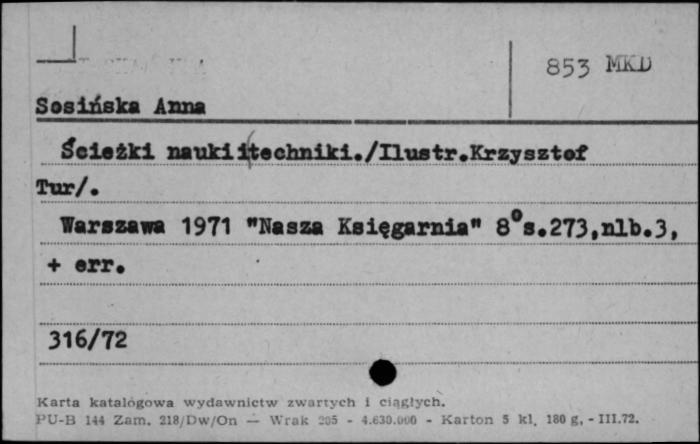 853 MKD
Sosińska Anna
Ścieżki nauki i techniki./Ilustr.Krzysztof
Tur/.
Warszawa 1971 "Nasza Księgarnia" 8°s.273,nlb.3,
+ err.
316/72
Karta katalogowa wydawnictw zwartych i ciągłych.
PU-B 144 Zam. 218/Dw/On — Wrak 205 - 4.630.000 - Karton 5 kl. 180 g. - III.72.